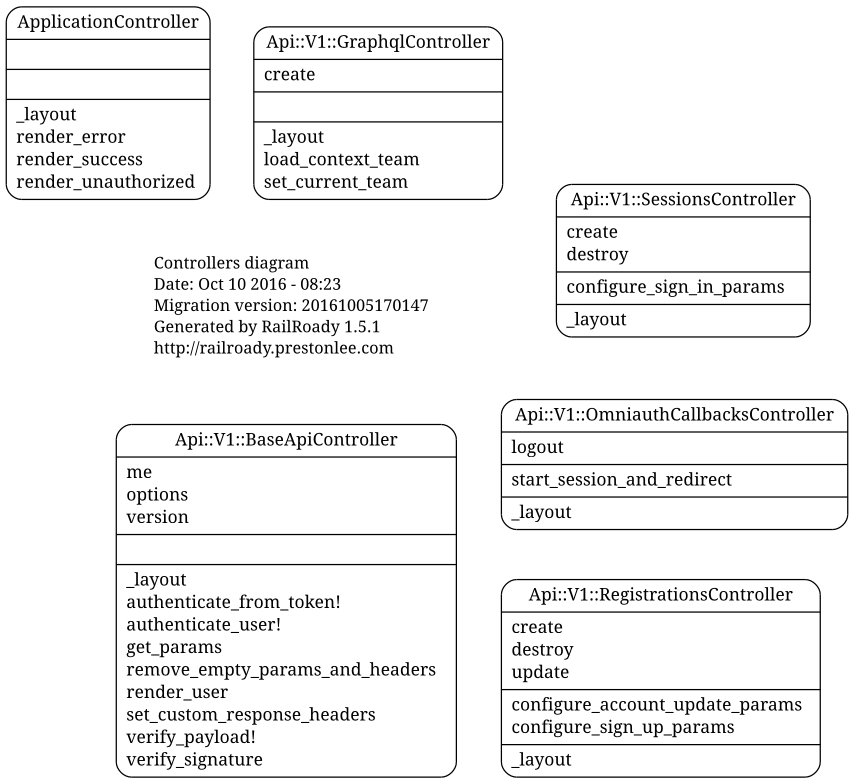 ApplicationController
_layout
render_error
render_success
render_unauthorized
Api::V1::GraphqlController
create
_layout
load_context_team
set_current_team
Api::V1::SessionsController
create
destroy
configure_sign_in_params
_layout
Controllers diagram
Date: Oct 10 2016 - 08:23
Migration version: 20161005170147
Generated by RailRoady 1.5.1
http://railroady.prestonlee.com
Api::V1::BaseApiController
me
options
version
_layout
authenticate_from_token!
authenticate_user!
get_params
remove_empty_params_and_headers
render_user
set_custom_response_headers
verify_payload!
verify_signature
Api::V1::OmniauthCallbacksController
logout
start_session_and_redirect
_layout
Api::V1::RegistrationsController
create
destroy
update
configure_account_update_params
configure_sign_up_params
_layout